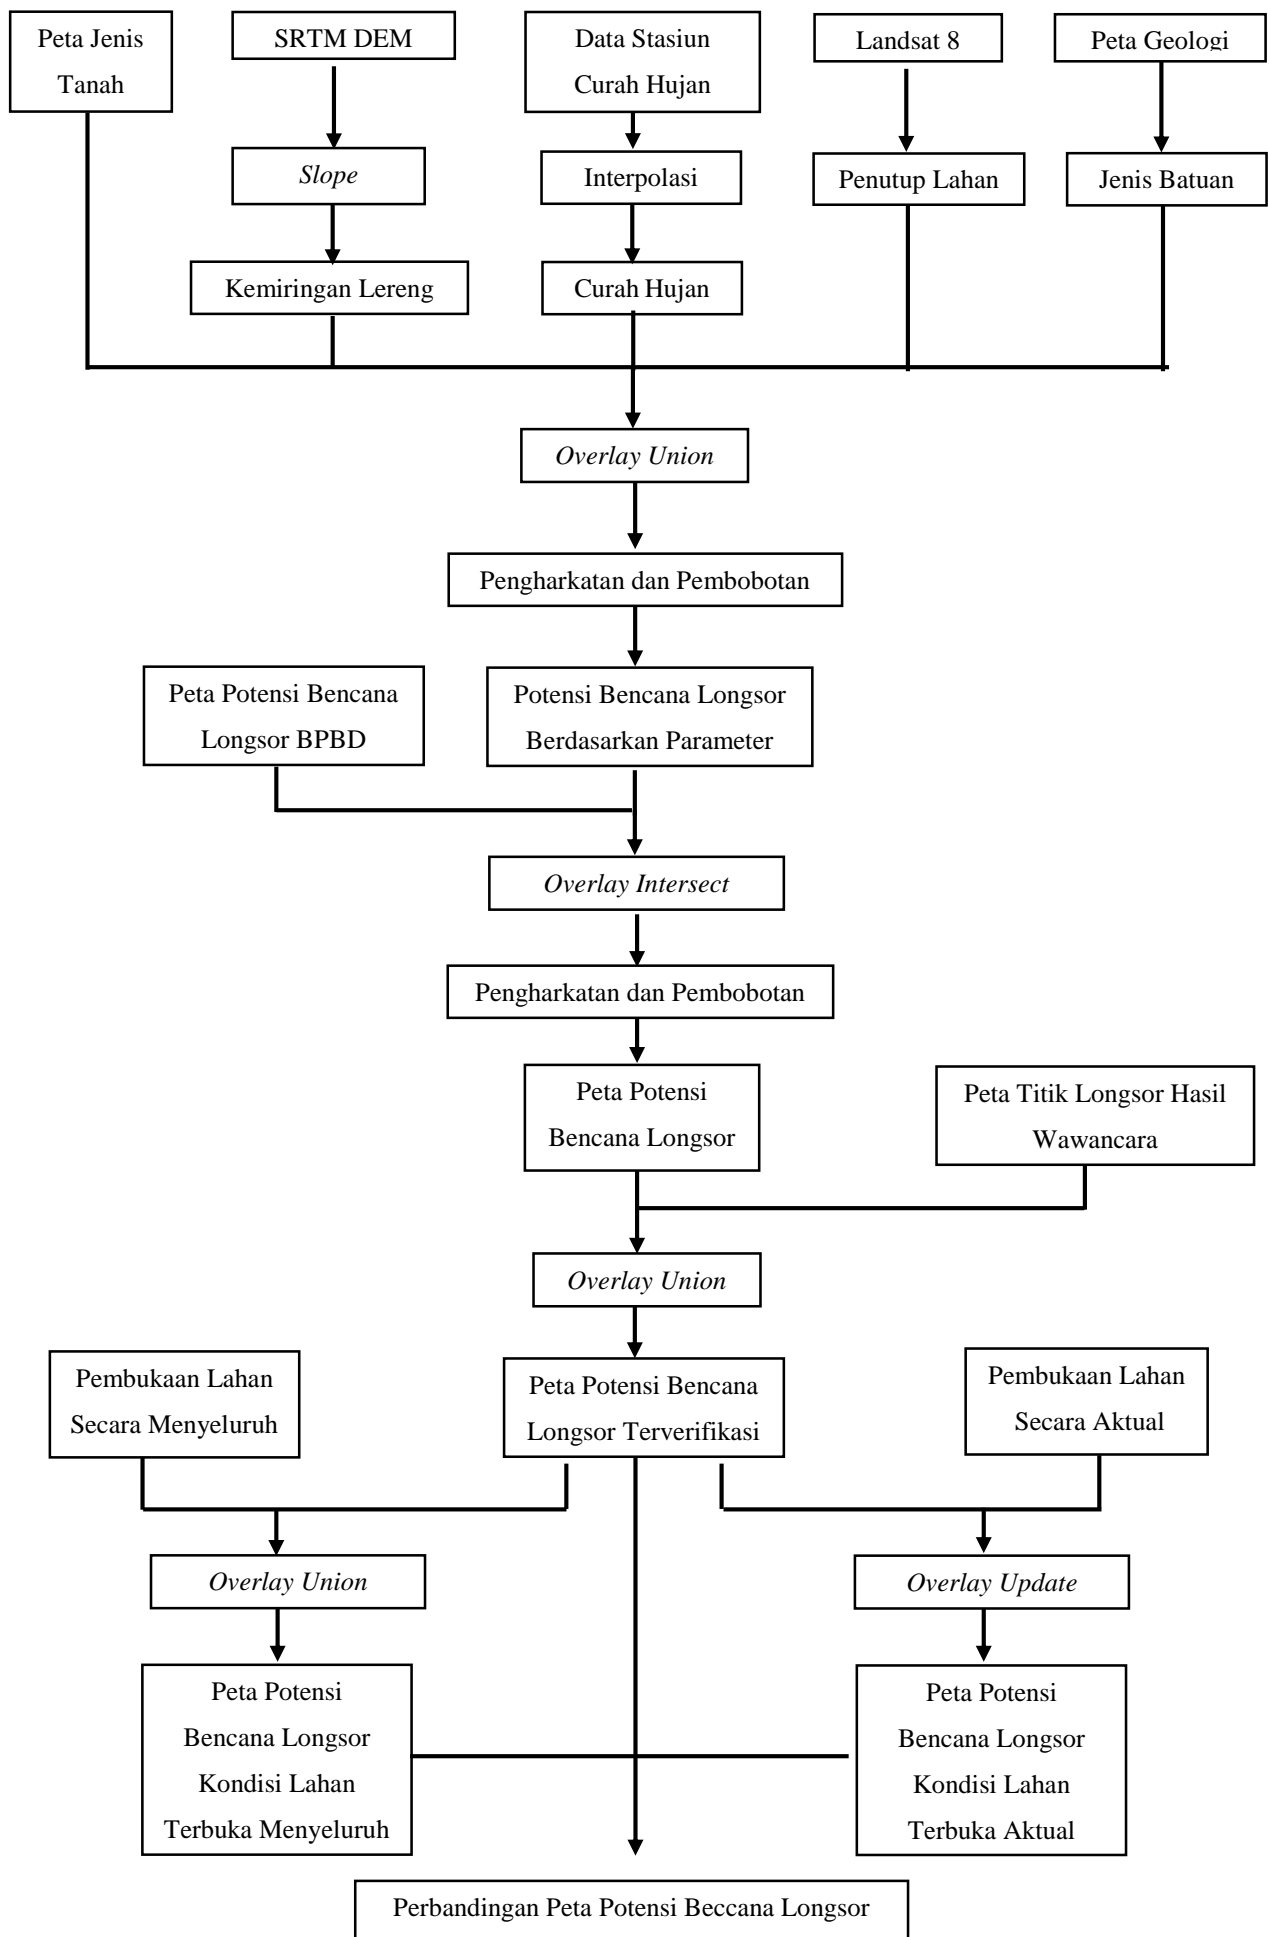 Peta Jenis
Tanah
SRTM DEM
Data Stasiun
Curah Hujan
Landsat 8
Peta Geologi
Slope
Interpolasi
Penutup Lahan
Jenis Batuan
Kemiringan Lereng
Curah Hujan
Overlay Union
Pengharkatan dan Pembobotan
Peta Potensi Bencana
Longsor BPBD
Potensi Bencana Longsor
Berdasarkan Parameter
Overlay Intersect
Pengharkatan dan Pembobotan
Peta Potensi
Bencana Longsor
Peta Titik Longsor Hasil
Wawancara
Overlay Union
Pembukaan Lahan
Secara Menyeluruh
Peta Potensi Bencana
Longsor Terverifikasi
Pembukaan Lahan
Secara Aktual
Overlay Union
Overlay Update
Peta Potensi
Bencana Longsor
Kondisi Lahan
Terbuka Menyeluruh
Peta Potensi
Bencana Longsor
Kondisi Lahan
Terbuka Aktual
Perbandingan Peta Potensi Beccana Longsor